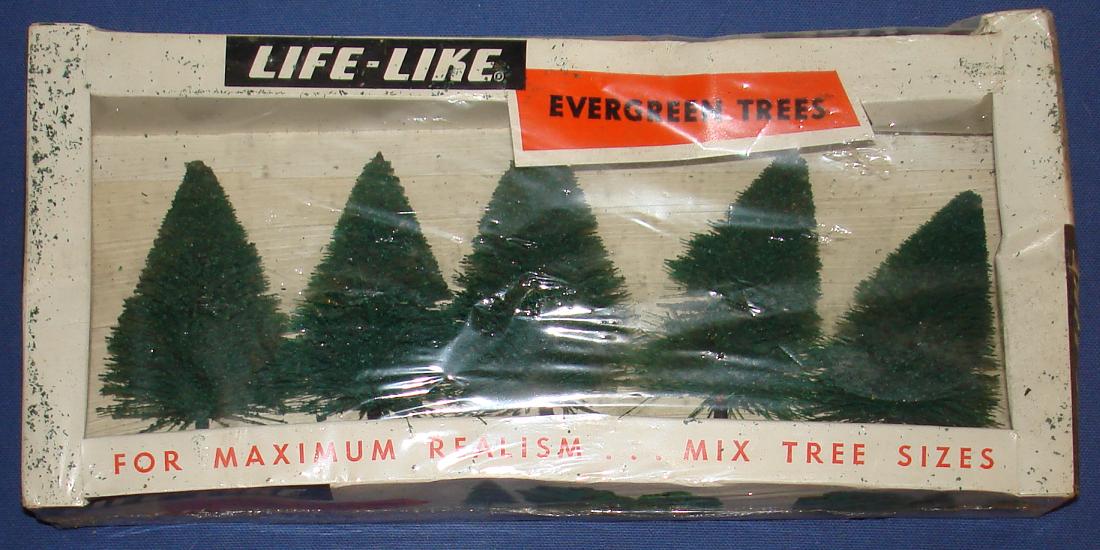 LIFE-LIKE®
EVERGREEN TREES
FOR MAXIMUM REALISM . . . MIX TREE SIZES